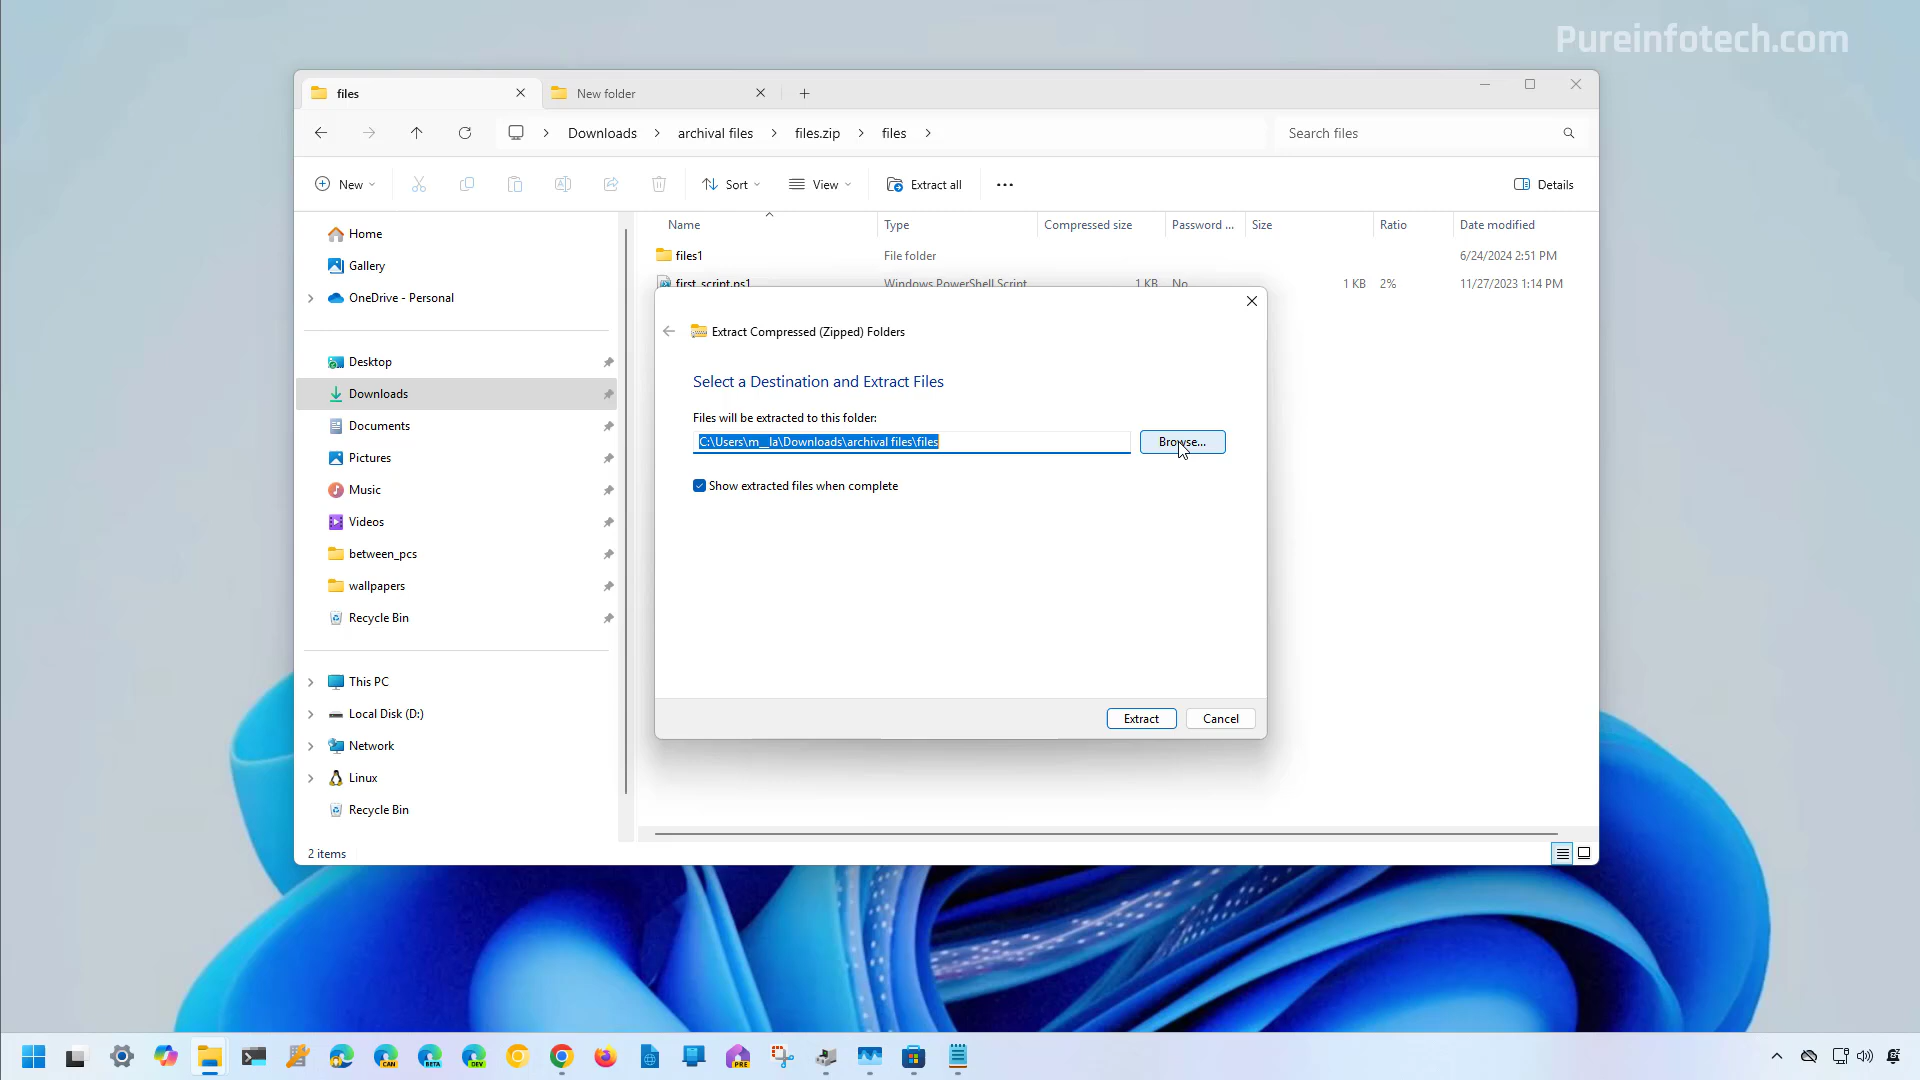 Pureinfotech.com
files
New folder
Downloads
archival files
files.zip
files
Search files
New
Sort
View
Extract all
Details
Name
Type
Compressed size
Password ...
Size
Ratio
Date modified
files1
File folder
6/24/2024 2:51 PM
first_script.ps1
Windows PowerShell Script
1 KB
No
1 KB
2%
11/27/2023 1:14 PM
Home
Gallery
OneDrive - Personal
Desktop
Downloads
Documents
Pictures
Music
Videos
between_pcs
wallpapers
Recycle Bin
This PC
Local Disk (D:)
Network
Linux
Recycle Bin
2 items
Extract Compressed (Zipped) Folders
Select a Destination and Extract Files
Files will be extracted to this folder:
C:\Users\m__la\Downloads\archival files\files
Browse...
Show extracted files when complete
Extract
Cancel
CAN
BETA
DEV
PRE